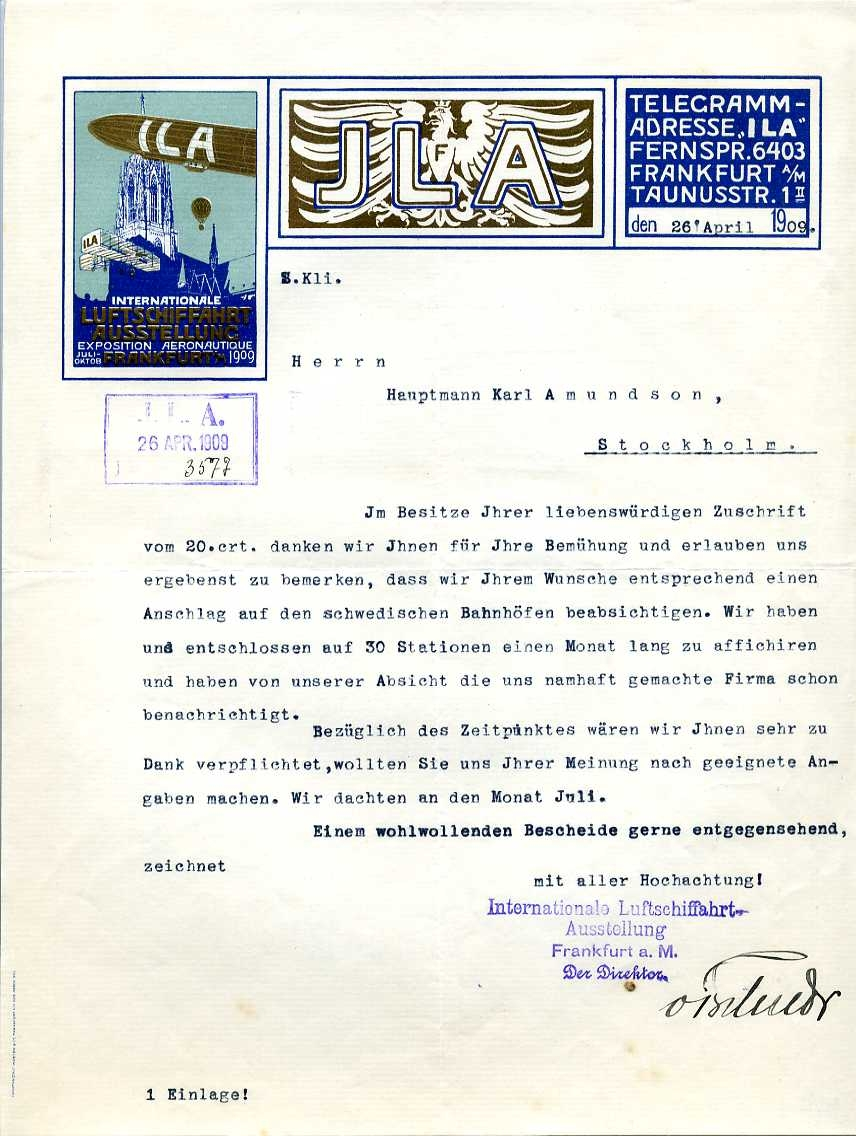 ILA
ILA
INTERNATIONALE
LUFTSCHIFFAHRT
AUSSTELLUNG
EXPOSITION AERONAUTIQUE
JULI-
OKTOB
FRANKFURT a/M 1909
JLA
F
TELEGRAMM-
ADRESSE „ILA"
FERNSPR. 6403
FRANKFURT A/M
TAUNUSSTR. 1 II
den 26' April 1909.
Z.Kli.
Herrn
Hauptmann Karl Amundson,
Stockholm.
A.
26 APR. 1909
3577
Jm Besitze Jhrer liebenswürdigen Zuschrift
vom 20.crt. danken wir Jhnen für Jhre Bemühung und erlauben uns
ergebenst zu bemerken, dass wir Jhrem Wunsche entsprechend einen
Anschlag auf den schwedischen Bahnhöfen beabsichtigen. Wir haben
uns entschlossen auf 30 Stationen einen Monat lang zu affichiren
und haben von unserer Absicht die uns namhaft gemachte Firma schon
benachrichtigt.
Bezüglich des Zeitpunktes wären wir Jhnen sehr zu
Dank verpflichtet,wollten Sie uns Jhrer Meinung nach geeignete An-
gaben machen. Wir dachten an den Monat Juli.
Einem wohlwollenden Bescheide gerne entgegensehend,
zeichnet
mit aller Hochachtung!
Internationale Luftschiffahrt-
Ausstellung
Frankfurt a. M.
Der Direktor.
1 Einlage!